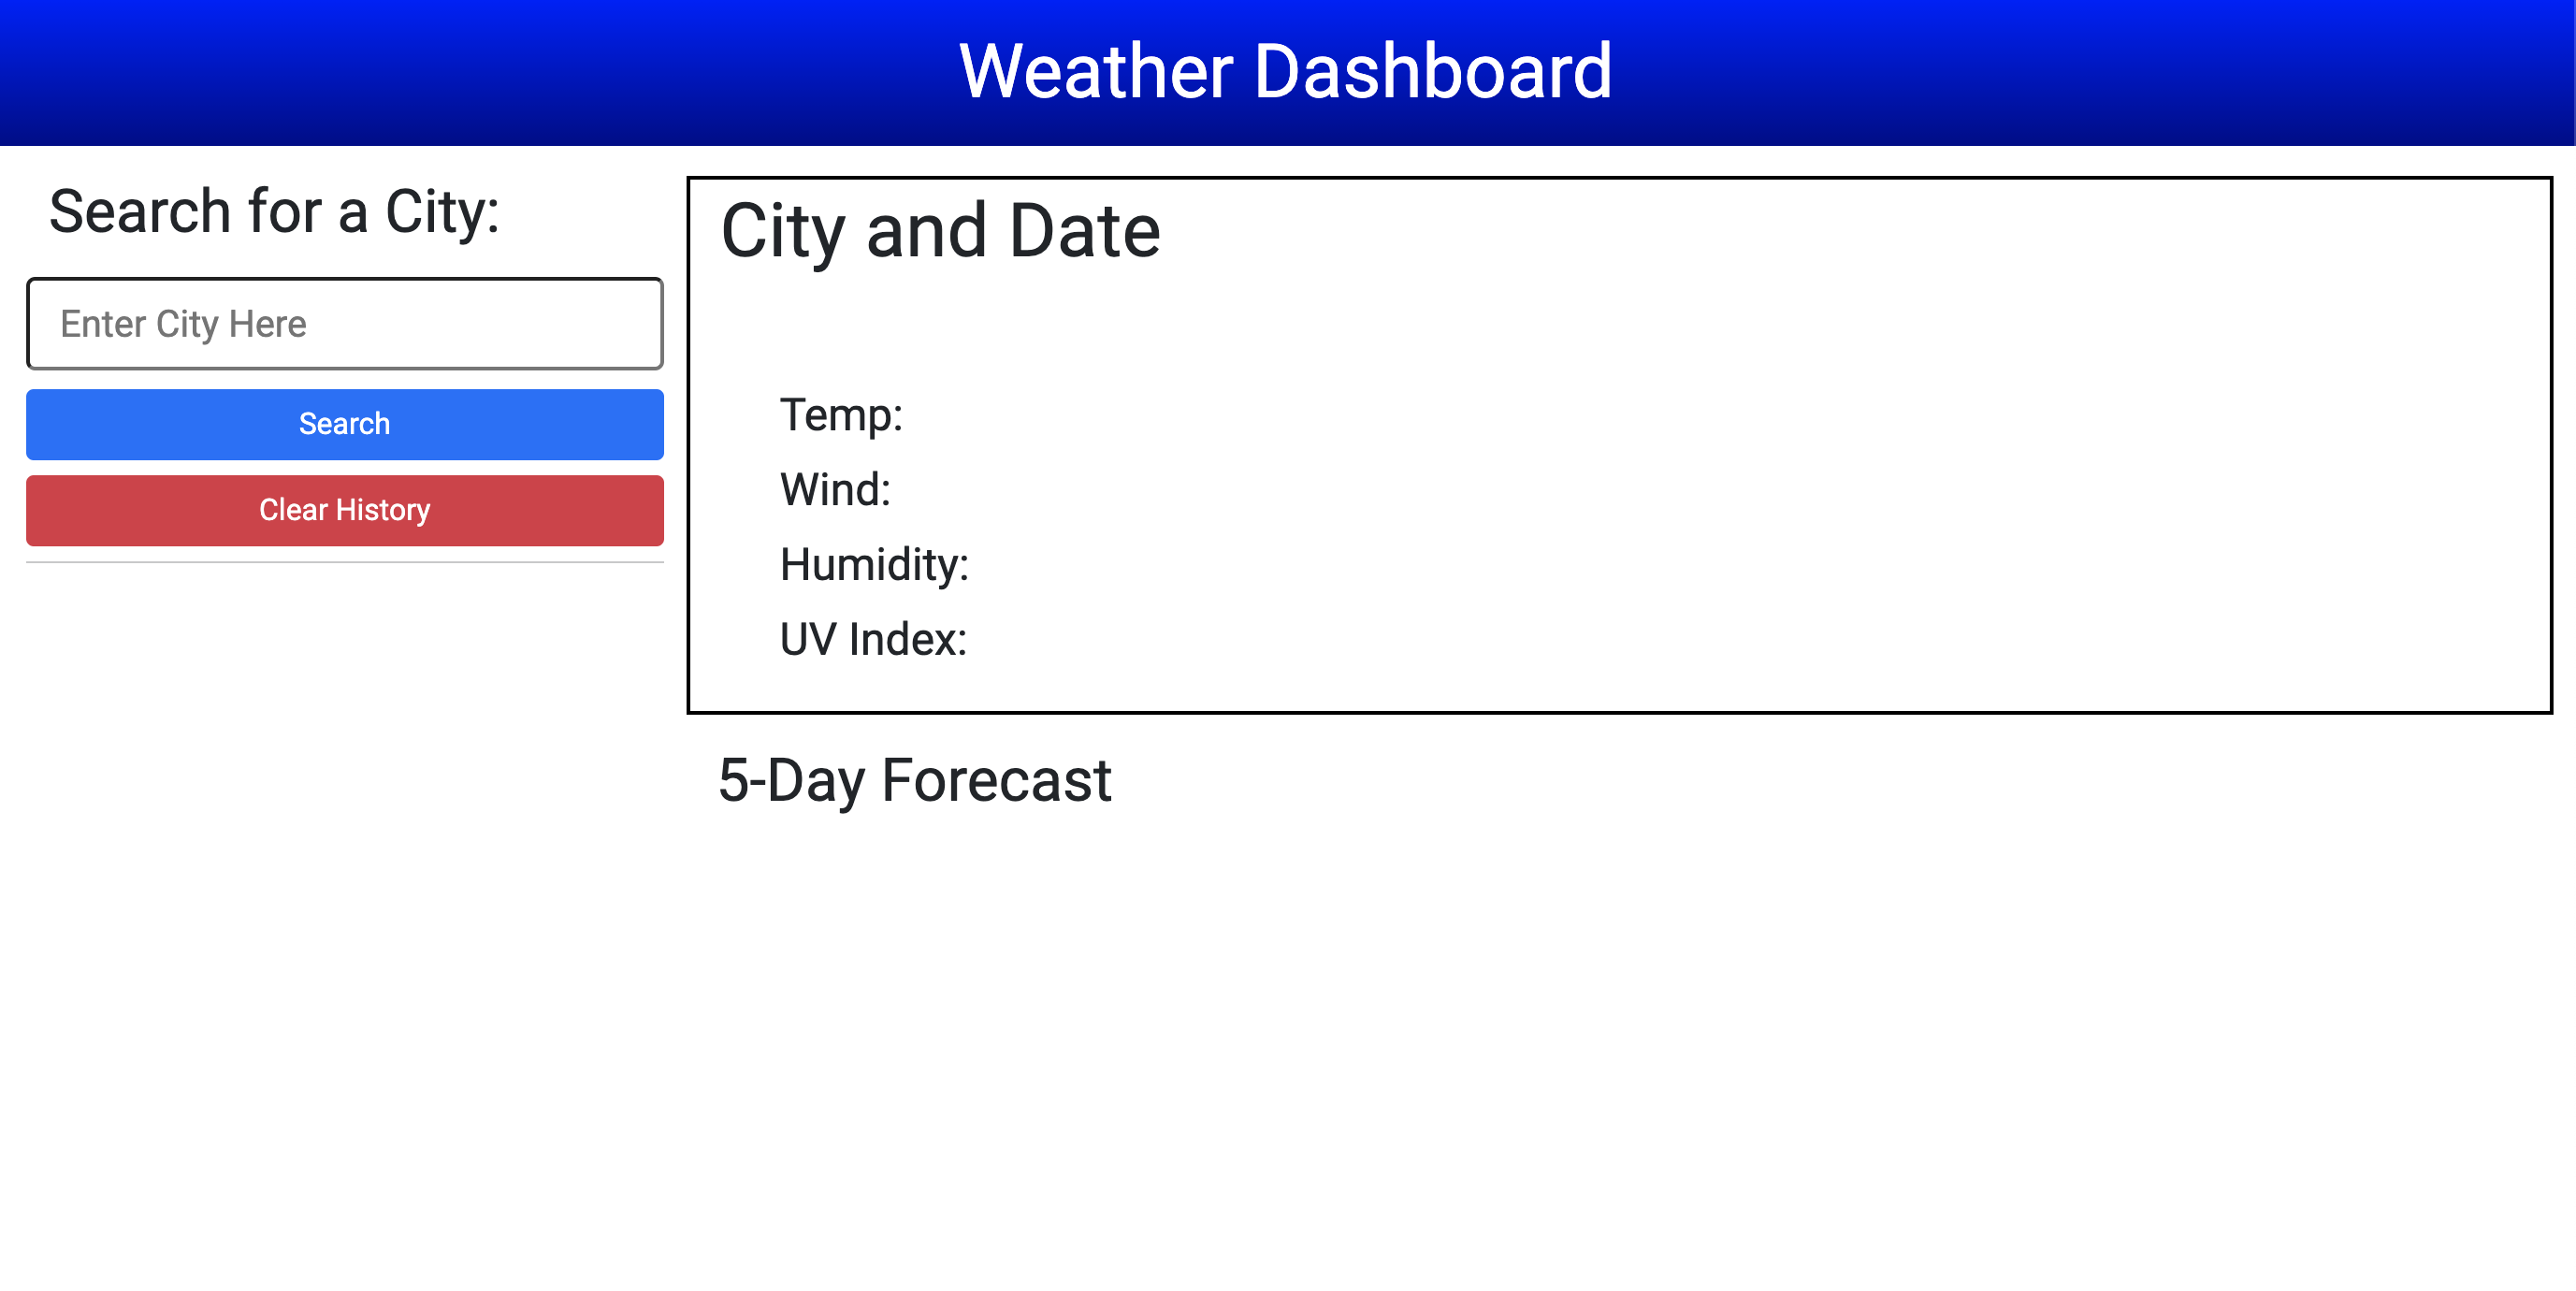 Weather Dashboard
Search for a City:
Enter City Here
Search
Clear History
City and Date
Temp:
Wind:
Humidity:
UV Index:
5-Day Forecast